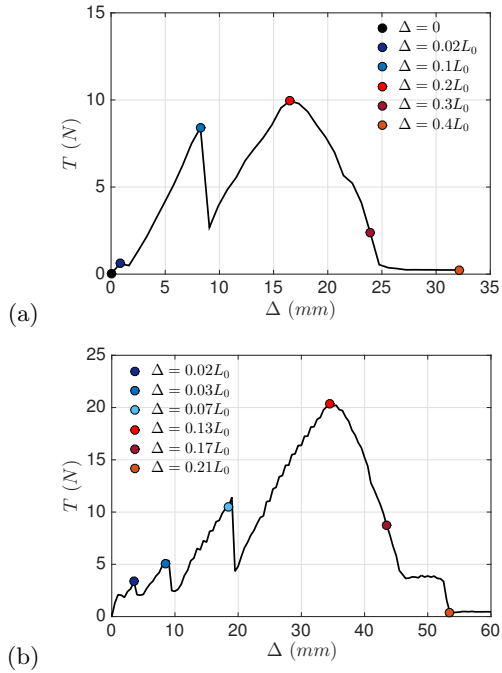 15
10
5
0
T (N)
Δ = 0
Δ = 0.02L₀
Δ = 0.1L₀
Δ = 0.2L₀
Δ = 0.3L₀
Δ = 0.4L₀
0 5 10 15 20 25 30 35
Δ (mm)
(a)
25
20
15
10
5
0
T (N)
Δ = 0.02L₀
Δ = 0.03L₀
Δ = 0.07L₀
Δ = 0.13L₀
Δ = 0.17L₀
Δ = 0.21L₀
0 10 20 30 40 50 60
Δ (mm)
(b)